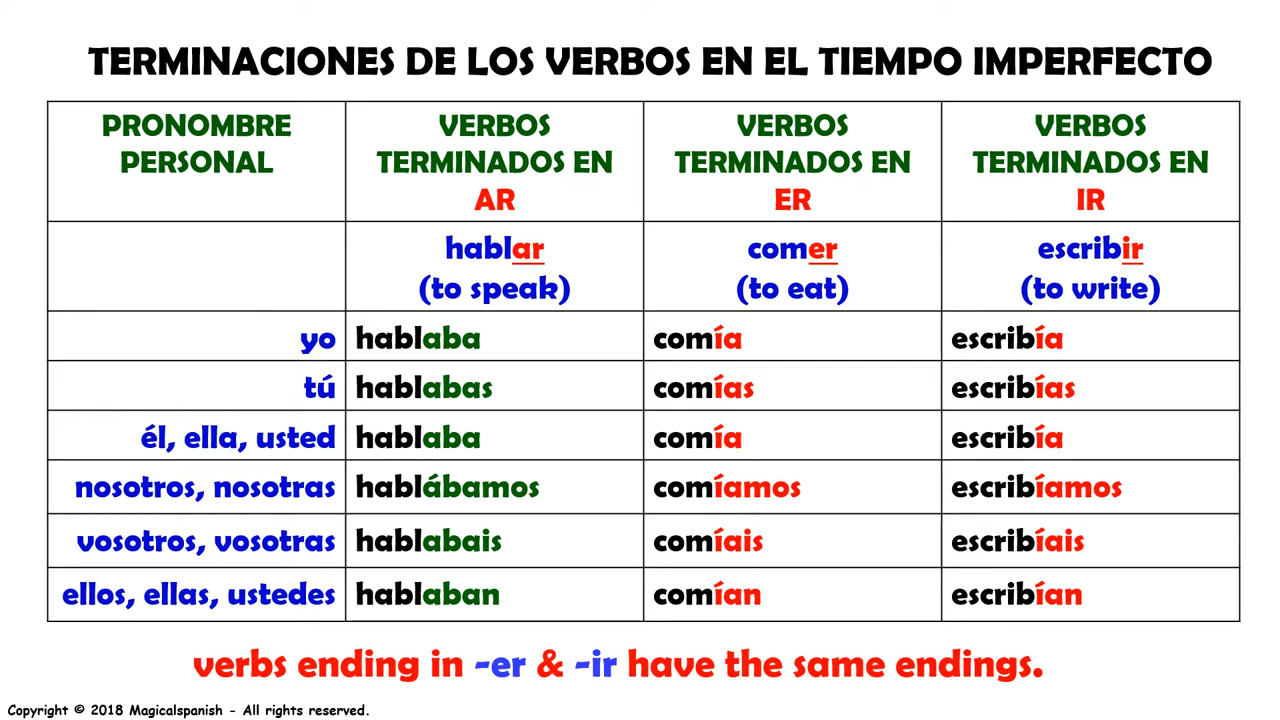 TERMINACIONES DE LOS VERBOS EN EL TIEMPO IMPERFECTO
PRONOMBRE PERSONAL VERBOS TERMINADOS EN AR VERBOS TERMINADOS EN ER VERBOS TERMINADOS EN IR
hablar (to speak) comer (to eat) escribir (to write)
yo hablaba comía escribía
tú hablabas comías escribías
él, ella, usted hablaba comía escribía
nosotros, nosotras hablábamos comíamos escribíamos
vosotros, vosotras hablabais comíais escribíais
ellos, ellas, ustedes hablaban comían escribían
verbs ending in -er & -ir have the same endings.
Copyright © 2018 Magicalspanish - All rights reserved.